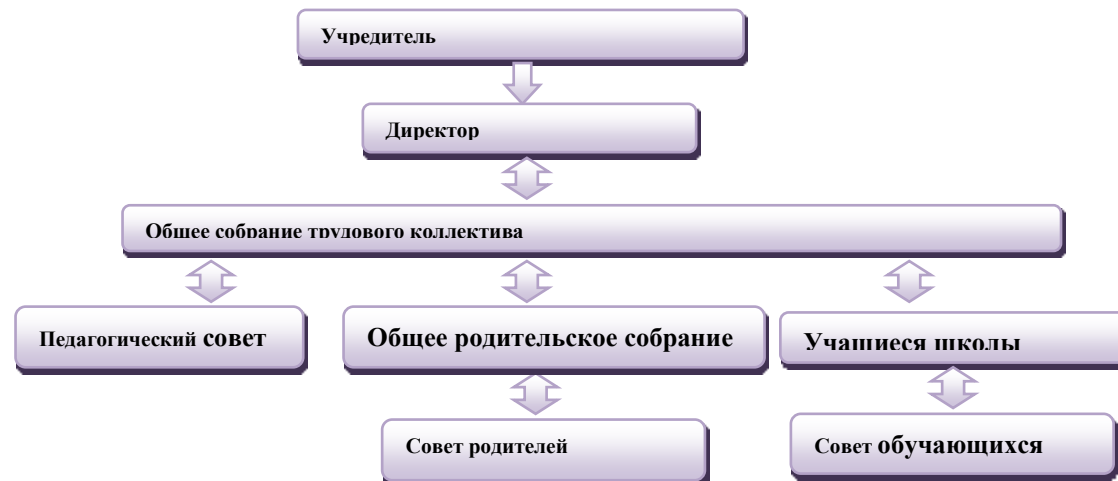 Учредитель
Директор
Общее собрание трудового коллектива
Педагогический совет
Общее родительское собрание
Учащиеся школы
Совет родителей
Совет обучающихся